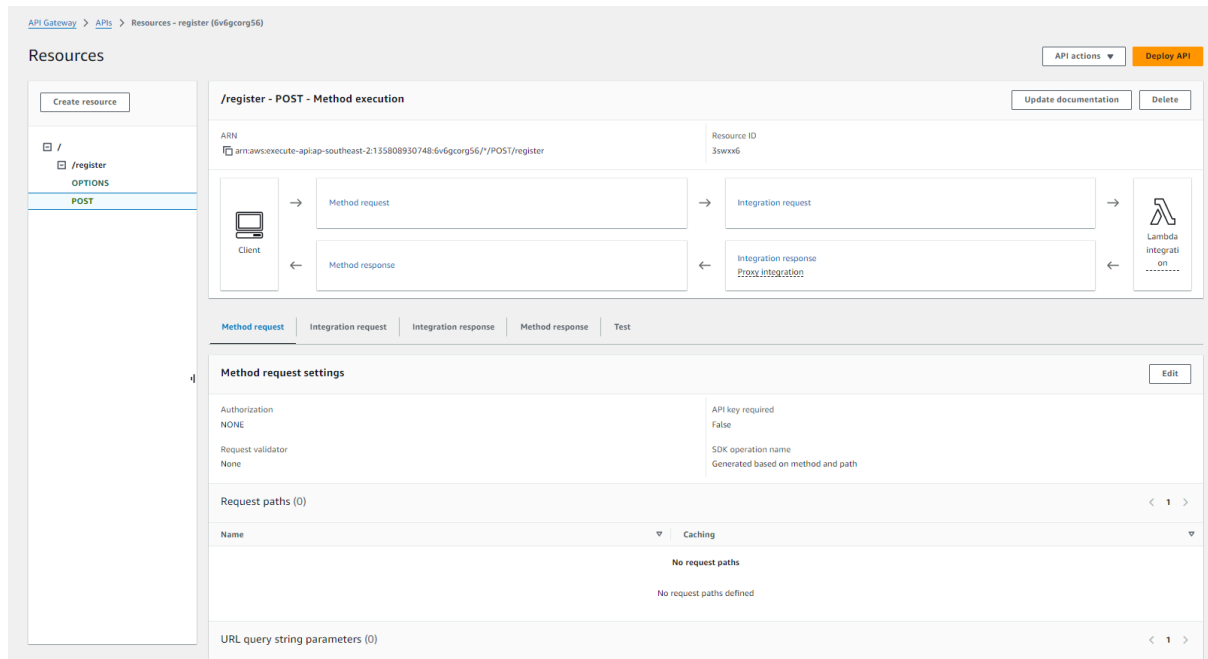 API Gateway > APIs > Resources - register (6v6gcorg56)
Resources
API actions ▼
Deploy API
Create resource
/
/register
OPTIONS
POST
/register - POST - Method execution
Update documentation
Delete
ARN
arn:aws:execute-api:ap-southeast-2:135808930748:6v6gcorg56/*/POST/register
Resource ID
3swxx6
Client
Method request
Integration request
Lambda
integrati
on
Method response
Integration response
Proxy integration
Method request
Integration request
Integration response
Method response
Test
Method request settings
Edit
Authorization
NONE
API key required
False
Request validator
None
SDK operation name
Generated based on method and path
Request paths (0)
< 1 >
Name
Caching
No request paths
No request paths defined
URL query string parameters (0)
< 1 >